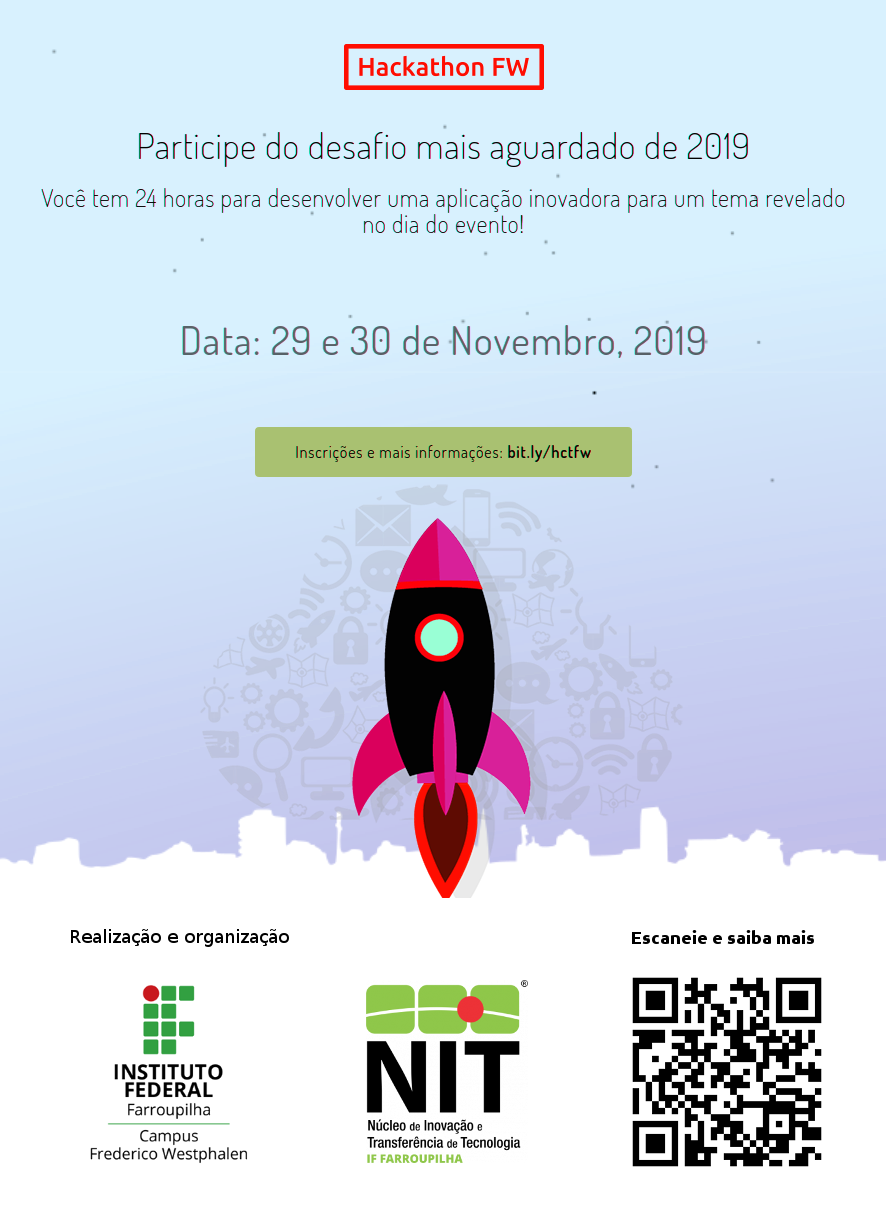 Hackathon FW
Participe do desafio mais aguardado de 2019
Você tem 24 horas para desenvolver uma aplicação inovadora para um tema revelado
no dia do evento!
Data: 29 e 30 de Novembro, 2019
Inscrições e mais informações: bit.ly/hctfw
Realização e organização
Escaneie e saiba mais
INSTITUTO
FEDERAL
Farroupilha
Campus
Frederico Westphalen
®
NIT
Núcleo de Inovação e
Transferência de Tecnologia
IF FARROUPILHA